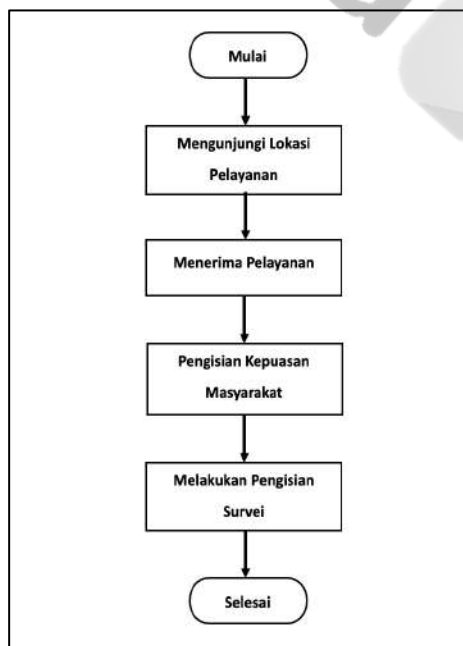 Mulai
Mengunjungi Lokasi
Pelayanan
Menerima Pelayanan
Pengisian Kepuasan
Masyarakat
Melakukan Pengisian
Survei
Selesai